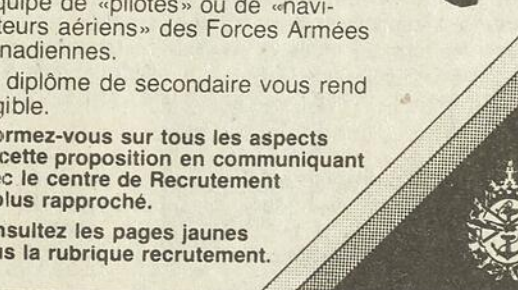 équipe de «pilotes» ou de «navi-
teurs aériens» des Forces Armées
nadiennes.
diplôme de secondaire vous rend
gible.
ormez-vous sur tous les aspects
cette proposition en communiquant
ec le centre de Recrutement
plus rapproché.
nsultez les pages jaunes
us la rubrique recrutement.